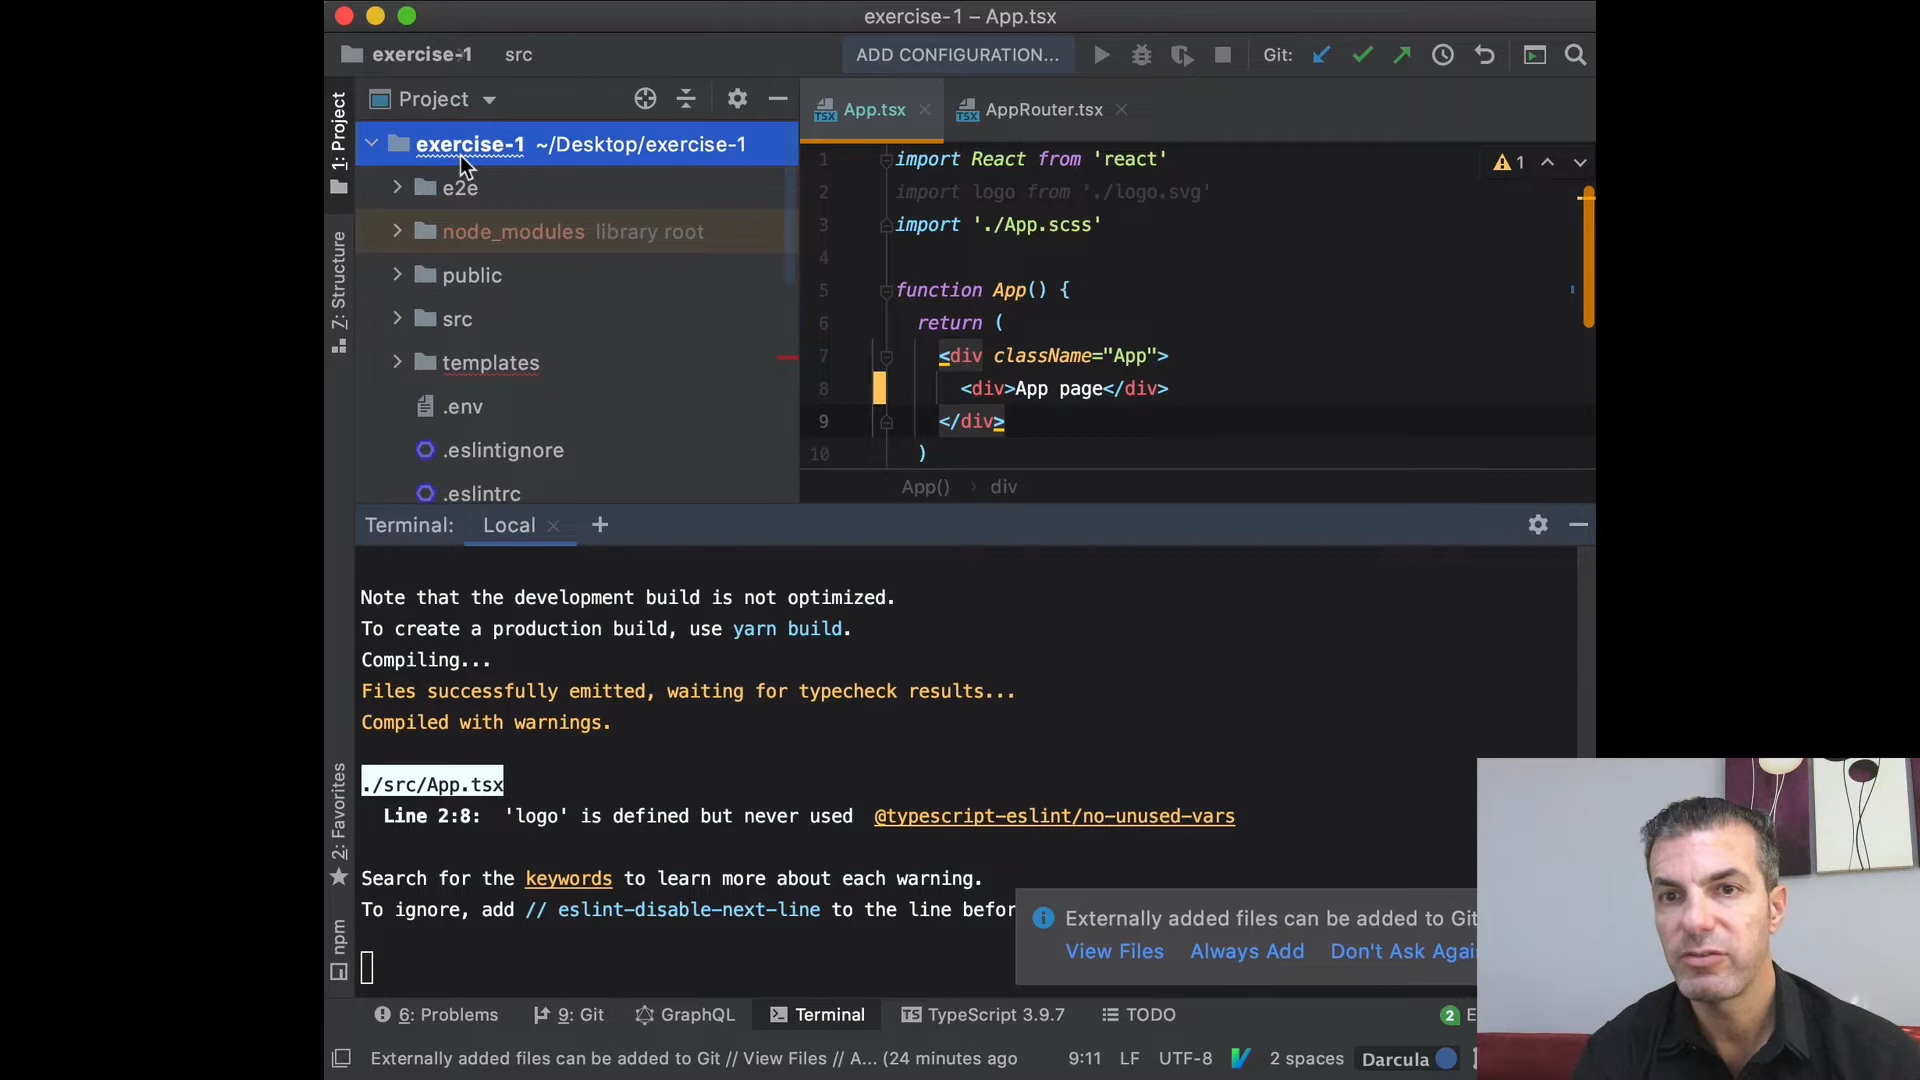 exercise-1 – App.tsx
exercise-1
src
ADD CONFIGURATION...
Git:
1: Project
Project
App.tsx
AppRouter.tsx
exercise-1 ~/Desktop/exercise-1
e2e
node_modules library root
public
src
templates
.env
.eslintignore
.eslintrc
7: Structure
1 import React from 'react'
2 import logo from './logo.svg'
3 import './App.scss'
4
5 function App() {
6 return (
7 <div className="App">
8 <div>App page</div>
9 </div>
10 )
1
App() › div
Terminal: Local +
Note that the development build is not optimized.
To create a production build, use yarn build.
Compiling...
Files successfully emitted, waiting for typecheck results...
Compiled with warnings.
./src/App.tsx
Line 2:8: 'logo' is defined but never used @typescript-eslint/no-unused-vars
Search for the keywords to learn more about each warning.
To ignore, add // eslint-disable-next-line to the line befor
2: Favorites
npm
Externally added files can be added to Git
View Files Always Add Don't Ask Agai
6: Problems
9: Git
GraphQL
Terminal
TypeScript 3.9.7
TODO
2 E
Externally added files can be added to Git // View Files // A... (24 minutes ago
9:11 LF UTF-8 2 spaces Darcula